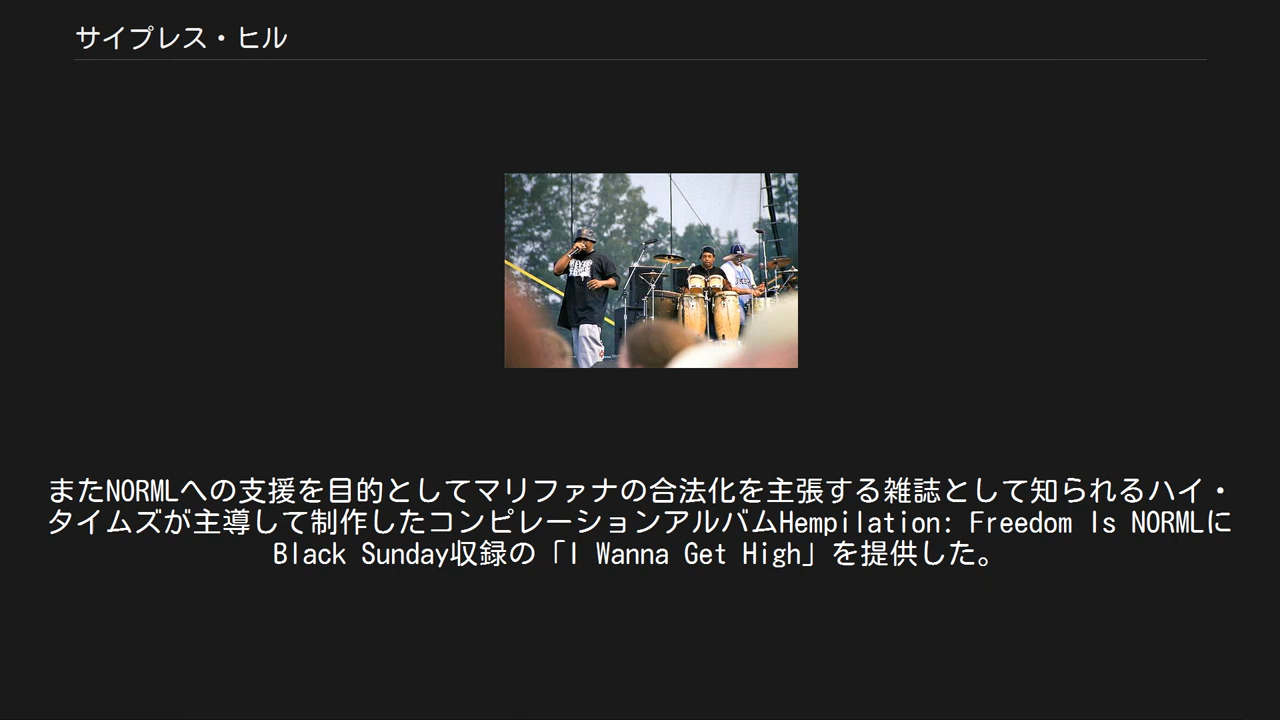 サイプレス・ヒル
またNORMLへの支援を目的としてマリファナの合法化を主張する雑誌として知られるハイ・
タイムズが主導して制作したコンピレーションアルバムHempilation: Freedom Is NORMLに
Black Sunday収録の「I Wanna Get High」を提供した。